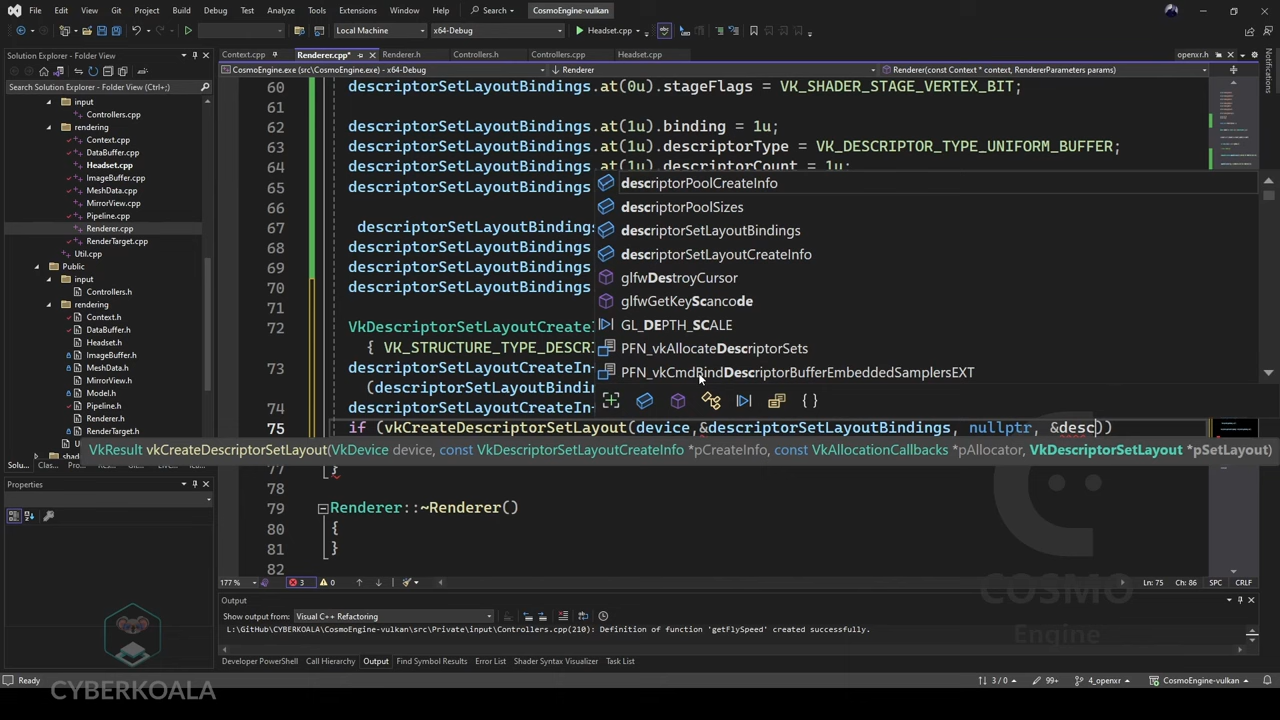 File Edit View Git Project Build Debug Test Analyze Tools Extensions Window Help Search CosmoEngine-vulkan
Local Machine x64-Debug Headset.cpp
Solution Explorer - Folder View
Search Solution Explorer - Folder View (Ctrl+;)
input
Controllers.cpp
rendering
Context.cpp
DataBuffer.cpp
Headset.cpp
ImageBuffer.cpp
MeshData.cpp
MirrorView.cpp
Pipeline.cpp
Renderer.cpp
RenderTarget.cpp
Util.cpp
Public
input
Controllers.h
rendering
Context.h
DataBuffer.h
Headset.h
ImageBuffer.h
MeshData.h
MirrorView.h
Pipeline.h
Renderer.h
RenderTarget.h
Solu...
Properties
Context.cpp Renderer.cpp* Renderer.h Controllers.h Controllers.cpp Headset.cpp openxr.h
CosmoEngine.exe (src\CosmoEngine.exe) - x64-Debug Renderer Renderer(const Context * context, RendererParameters params)
60 descriptorSetLayoutBindings.at(0u).stageFlags = VK_SHADER_STAGE_VERTEX_BIT;
61
62 descriptorSetLayoutBindings.at(1u).binding = 1u;
63 descriptorSetLayoutBindings.at(1u).descriptorType = VK_DESCRIPTOR_TYPE_UNIFORM_BUFFER;
64 descriptorSetLayoutBindings.at(1u).descriptorCount = 1u;
65 descriptorSetLayoutBindings
66
67 descriptorSetLayoutBindings
68 descriptorSetLayoutBindings
69 descriptorSetLayoutBindings
70 descriptorSetLayoutBindings
71
72 VkDescriptorSetLayoutCreateI
{ VK_STRUCTURE_TYPE_DESCRI
73 descriptorSetLayoutCreateIn
(descriptorSetLayoutBinding
74 descriptorSetLayoutCreateIn
75 if (vkCreateDescriptorSetLayout(device,&descriptorSetLayoutBindings, nullptr, &desc))
descriptorPoolCreateInfo
descriptorPoolSizes
descriptorSetLayoutBindings
descriptorSetLayoutCreateInfo
glfwDestroyCursor
glfwGetKeyScancode
GL_DEPTH_SCALE
PFN_vkAllocateDescriptorSets
PFN_vkCmdBindDescriptorBufferEmbeddedSamplersEXT
{ }
VkResult vkCreateDescriptorSetLayout(VkDevice device, const VkDescriptorSetLayoutCreateInfo *pCreateInfo, const VkAllocationCallbacks *pAllocator, VkDescriptorSetLayout *pSetLayout)
77 }
78
79 Renderer::~Renderer()
80 {
81 }
82
177 % 3 0 Ln: 75 Ch: 86 SPC CRLF
Output
Show output from: Visual C++ Refactoring
L:\GitHub\CYBERKOALA\CosmoEngine-vulkan\src\Private\input\Controllers.cpp(210): Definition of function 'getFlySpeed' created successfully.
Developer PowerShell Call Hierarchy Output Find Symbol Results Error List Shader Syntax Visualizer Task List
Ready 3 / 0 99+ 4_openxr CosmoEngine-vulkan
Notifications
COSMO
Engine
CYBERKOALA